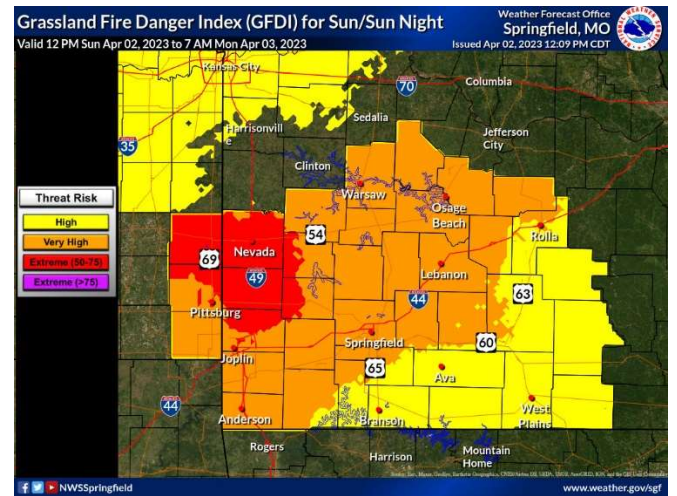 Grassland Fire Danger Index (GFDI) for Sun/Sun Night
Valid 12 PM Sun Apr 02, 2023 to 7 AM Mon Apr 03, 2023
Weather Forecast Office
Springfield, MO
Issued Apr 02, 2023 12:09 PM CDT
Kansas City
70
Columbia
Sedalia
35
Harrisonvill
e
Jefferson
City
Clinton
Warsaw
Osage
Beach
Threat Risk
High
Very High
Extreme (50-75)
Extreme (>75)
54
Rolla
69
Nevada
49
Lebanon
63
44
Pittsburg
Springfield
60
Joplin
65
Ava
44
Anderson
Branson
West
Plains
Rogers
Harrison
Mountain
Home
NWSSpringfield
www.weather.gov/sgf